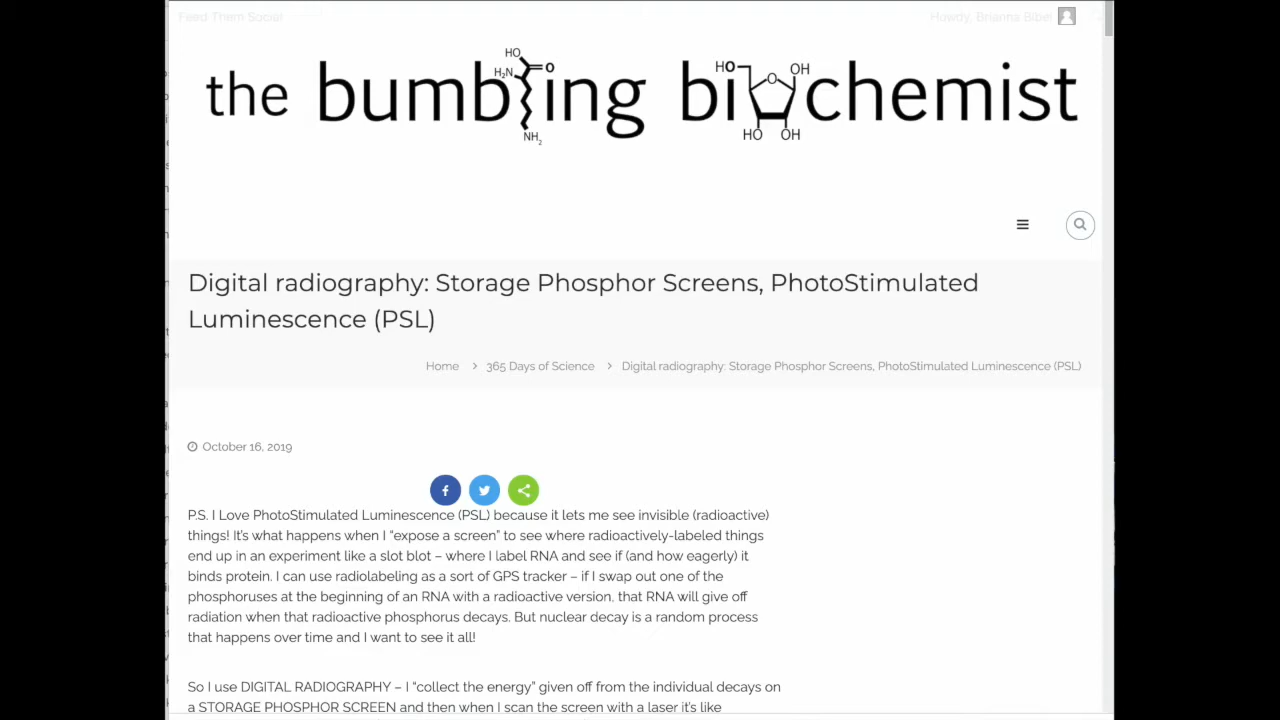 Feed Them Social
Howdy, Brianna Bibel
the bumbling biochemist
HO
O
H₂N
NH₂
HO
O
OH
HO
OH
Digital radiography: Storage Phosphor Screens, PhotoStimulated
Luminescence (PSL)
Home > 365 Days of Science > Digital radiography: Storage Phosphor Screens, PhotoStimulated Luminescence (PSL)
October 16, 2019
P.S. I Love PhotoStimulated Luminescence (PSL) because it lets me see invisible (radioactive)
things! It's what happens when I “expose a screen” to see where radioactively-labeled things
end up in an experiment like a slot blot – where I label RNA and see if (and how eagerly) it
binds protein. I can use radiolabeling as a sort of GPS tracker – if I swap out one of the
phosphoruses at the beginning of an RNA with a radioactive version, that RNA will give off
radiation when that radioactive phosphorus decays. But nuclear decay is a random process
that happens over time and I want to see it all!
So I use DIGITAL RADIOGRAPHY – I “collect the energy” given off from the individual decays on
a STORAGE PHOSPHOR SCREEN and then when I scan the screen with a laser it's like